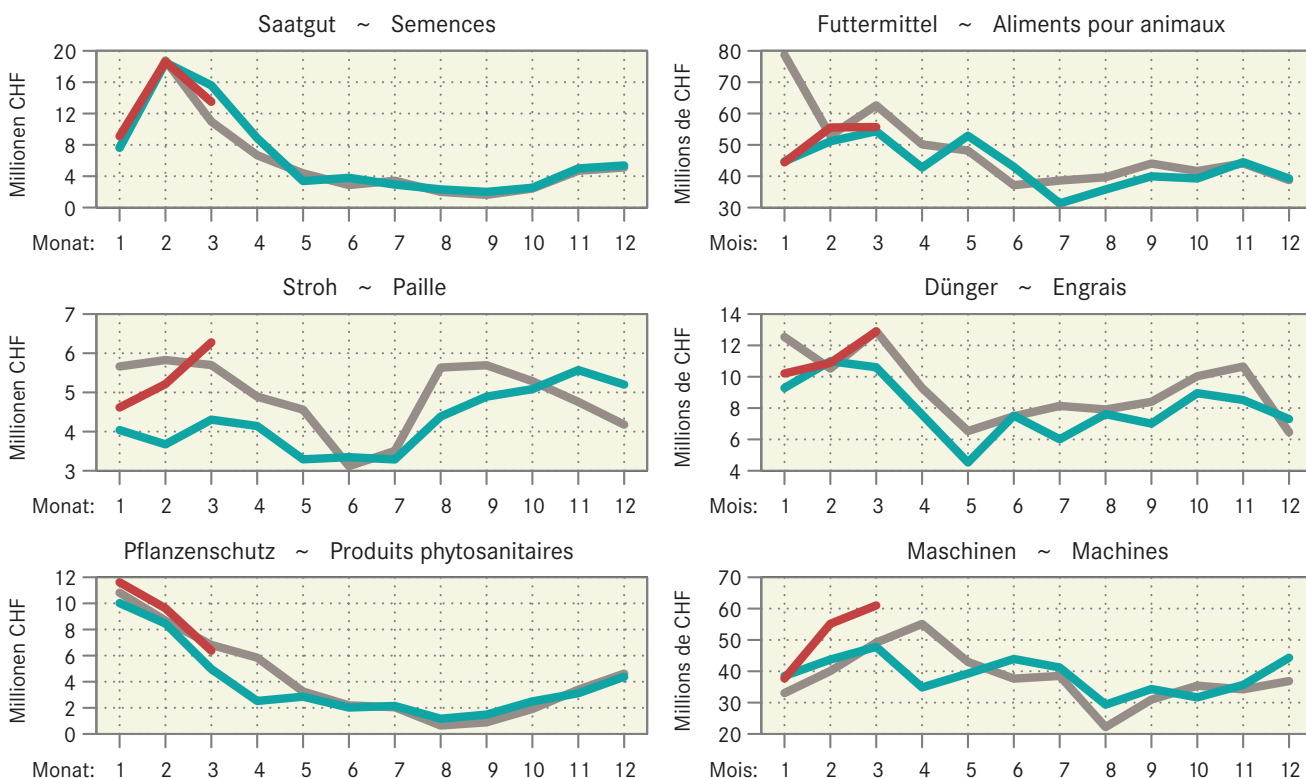 Saatgut ~ Semences
Millionen CHF
20
16
12
8
4
0
Monat: 1 2 3 4 5 6 7 8 9 10 11 12
Futtermittel ~ Aliments pour animaux
Millions de CHF
80
70
60
50
40
30
Mois: 1 2 3 4 5 6 7 8 9 10 11 12
Stroh ~ Paille
Millionen CHF
7
6
5
4
3
Monat: 1 2 3 4 5 6 7 8 9 10 11 12
Dünger ~ Engrais
Millions de CHF
14
12
10
8
6
4
Mois: 1 2 3 4 5 6 7 8 9 10 11 12
Pflanzenschutz ~ Produits phytosanitaires
Millionen CHF
12
10
8
6
4
2
0
Monat: 1 2 3 4 5 6 7 8 9 10 11 12
Maschinen ~ Machines
Millions de CHF
70
60
50
40
30
20
Mois: 1 2 3 4 5 6 7 8 9 10 11 12